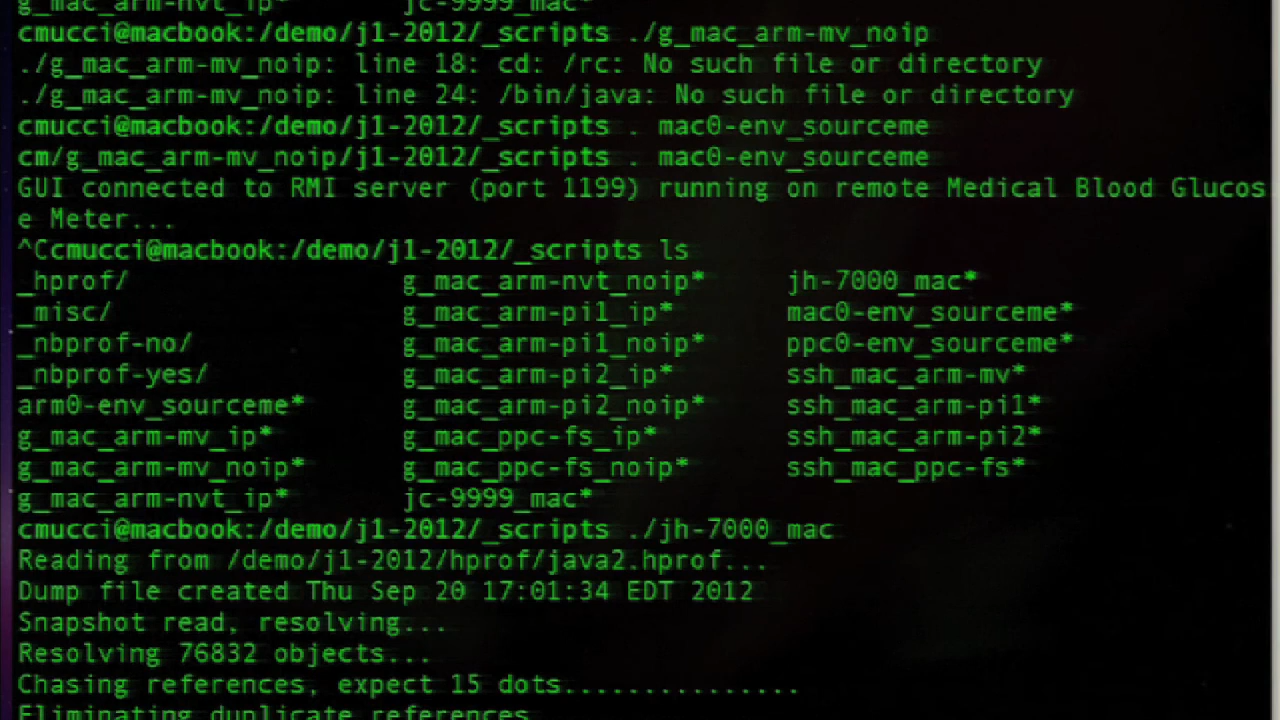 g_mac_arm-nvt_ip* jc-9999_mac*
cmucci@macbook:/demo/j1-2012/_scripts ./g_mac_arm-mv_noip
./g_mac_arm-mv_noip: line 18: cd: /rc: No such file or directory
./g_mac_arm-mv_noip: line 24: /bin/java: No such file or directory
cmucci@macbook:/demo/j1-2012/_scripts . mac0-env_sourceme
cm/g_mac_arm-mv_noip/j1-2012/_scripts . mac0-env_sourceme
GUI connected to RMI server (port 1199) running on remote Medical Blood Glucos
e Meter...
^Ccmucci@macbook:/demo/j1-2012/_scripts ls
_hprof/ g_mac_arm-nvt_noip* jh-7000_mac*
_misc/ g_mac_arm-pi1_ip* mac0-env_sourceme*
_nbprof-no/ g_mac_arm-pi1_noip* ppc0-env_sourceme*
_nbprof-yes/ g_mac_arm-pi2_ip* ssh_mac_arm-mv*
arm0-env_sourceme* g_mac_arm-pi2_noip* ssh_mac_arm-pi1*
g_mac_arm-mv_ip* g_mac_ppc-fs_ip* ssh_mac_arm-pi2*
g_mac_arm-mv_noip* g_mac_ppc-fs_noip* ssh_mac_ppc-fs*
g_mac_arm-nvt_ip* jc-9999_mac*
cmucci@macbook:/demo/j1-2012/_scripts ./jh-7000_mac
Reading from /demo/j1-2012/hprof/java2.hprof...
Dump file created Thu Sep 20 17:01:34 EDT 2012
Snapshot read, resolving...
Resolving 76832 objects...
Chasing references, expect 15 dots...............
Eliminating duplicate references